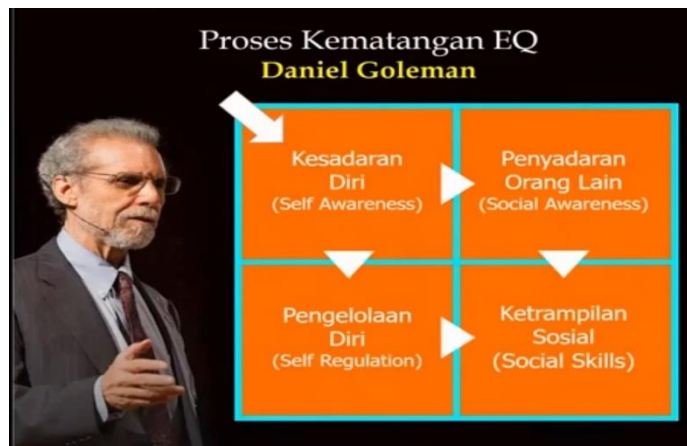 Proses Kematangan EQ
Daniel Goleman
Kesadaran
Diri
(Self Awareness)
Penyadaran
Orang Lain
(Social Awareness)
Pengelolaan
Diri
(Self Regulation)
Ketrampilan
Sosial
(Social Skills)